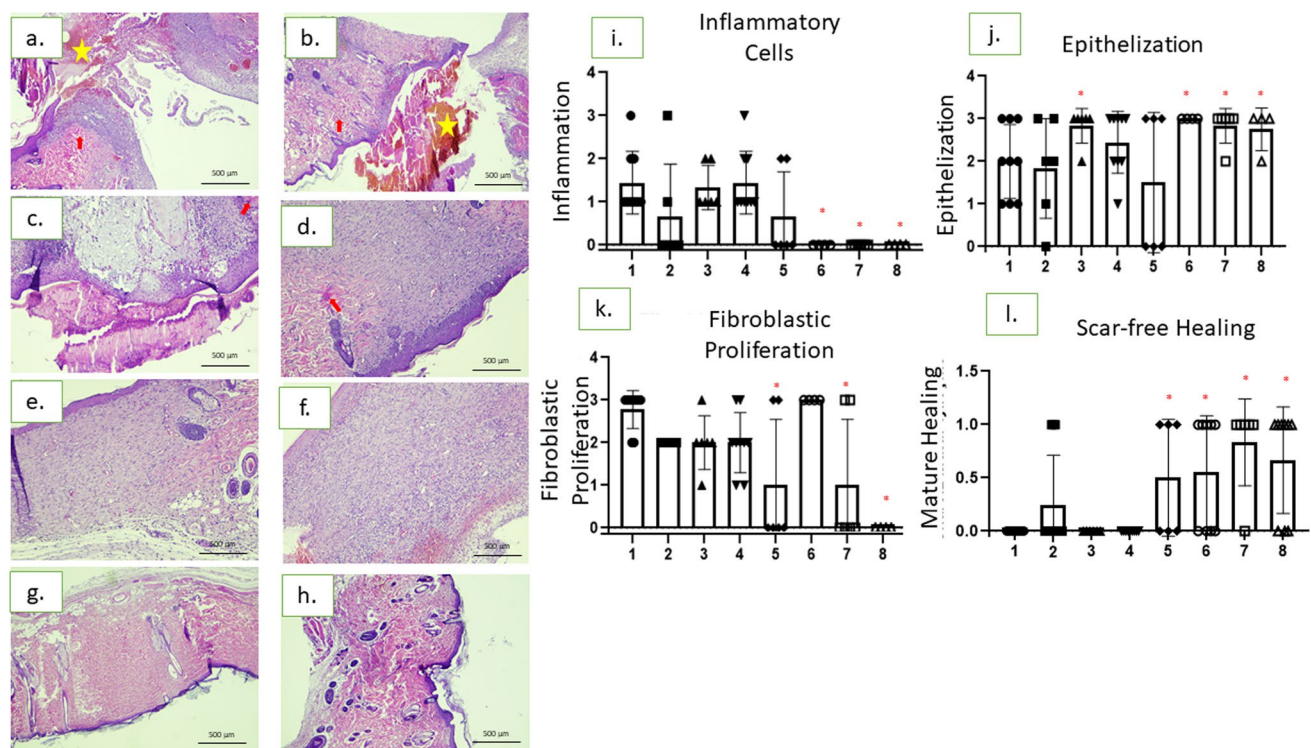 a.
500 µm
b.
500 µm
c.
500 µm
d.
500 µm
e.
500 µm
f.
500 µm
g.
500 µm
h.
500 µm
i.
Inflammatory
Cells
Inflammation
4
3
2
1
0
* * *
1 2 3 4 5 6 7 8
j.
Epithelization
Epithelization
4
3
2
1
0
* * * *
1 2 3 4 5 6 7 8
k.
Fibroblastic
Proliferation
Fibroblastic
Proliferation
4
3
2
1
0
* * *
1 2 3 4 5 6 7 8
l.
Scar-free Healing
Mature Healing
1.5
1.0
0.5
0.0
* * * *
1 2 3 4 5 6 7 8